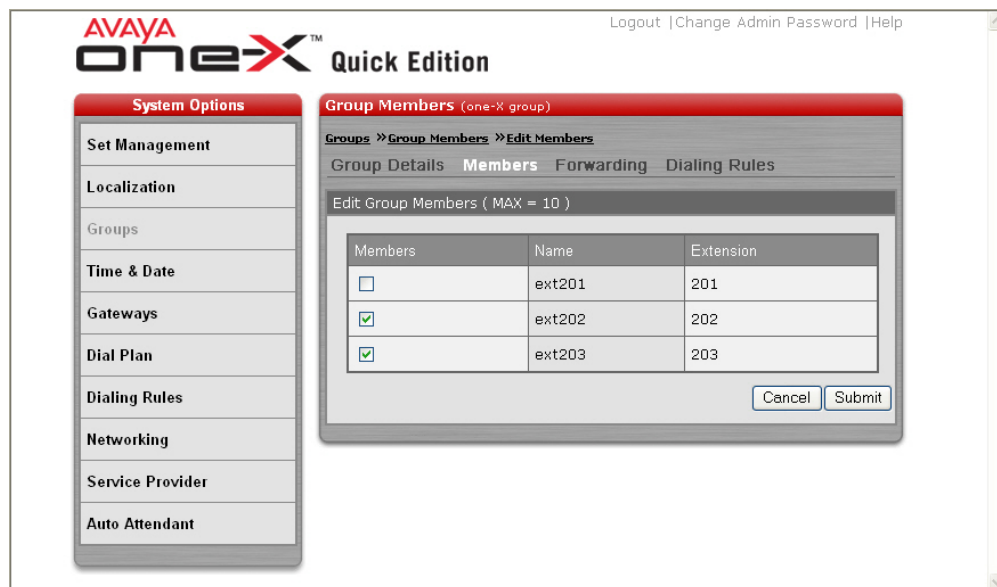 Logout |Change Admin Password |Help
AVAYA
one-X™ Quick Edition
System Options
Set Management
Localization
Groups
Time & Date
Gateways
Dial Plan
Dialing Rules
Networking
Service Provider
Auto Attendant
Group Members (one-X group)
Groups »Group Members »Edit Members
Group Details Members Forwarding Dialing Rules
Edit Group Members ( MAX = 10 )
Members Name Extension
ext201 201
ext202 202
ext203 203
Cancel Submit